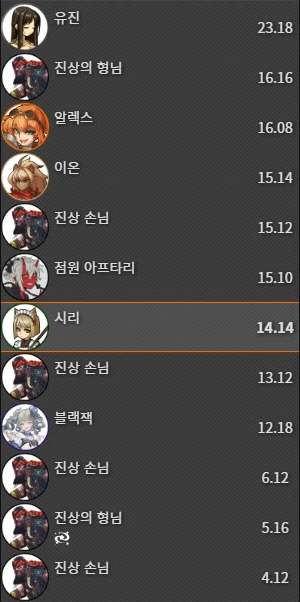 유진
23.18
진상의 형님
16.16
알렉스
16.08
이온
15.14
진상 손님
15.12
점원 아프타리
15.10
시리
14.14
진상 손님
13.12
블랙잭
12.18
진상 손님
6.12
진상의 형님
5.16
진상 손님
4.12